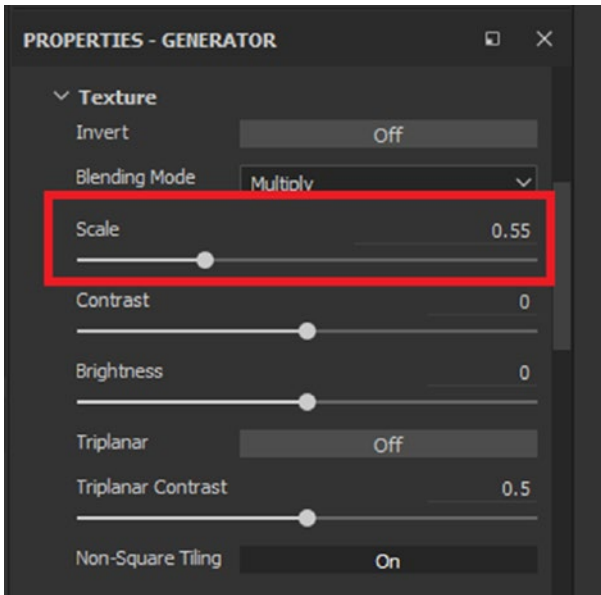 PROPERTIES - GENERATOR
Texture
Invert Off
Blending Mode Multiply
Scale 0.55
Contrast 0
Brightness 0
Triplanar Off
Triplanar Contrast 0.5
Non-Square Tiling On